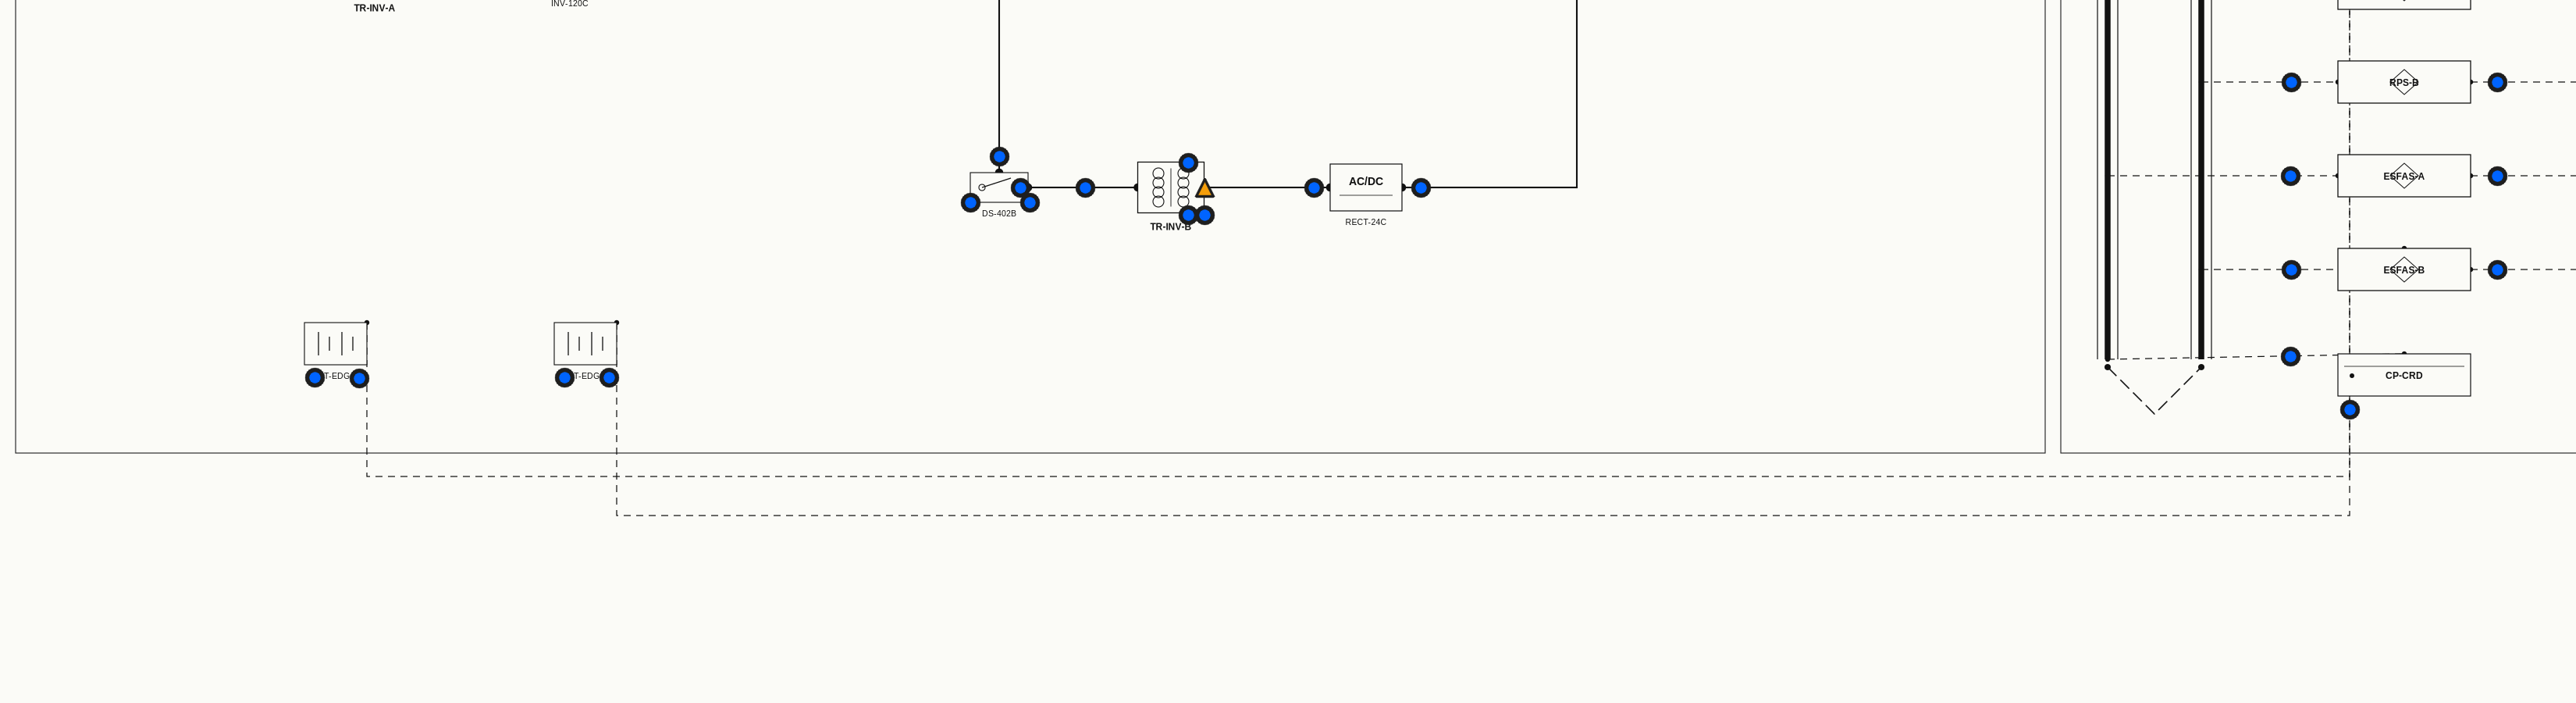 TR-INV-A
INV-120C
RPS-B
ESFAS-A
AC/DC
DS-402B
RECT-24C
TR-INV-B
ESFAS-B
CP-CRD